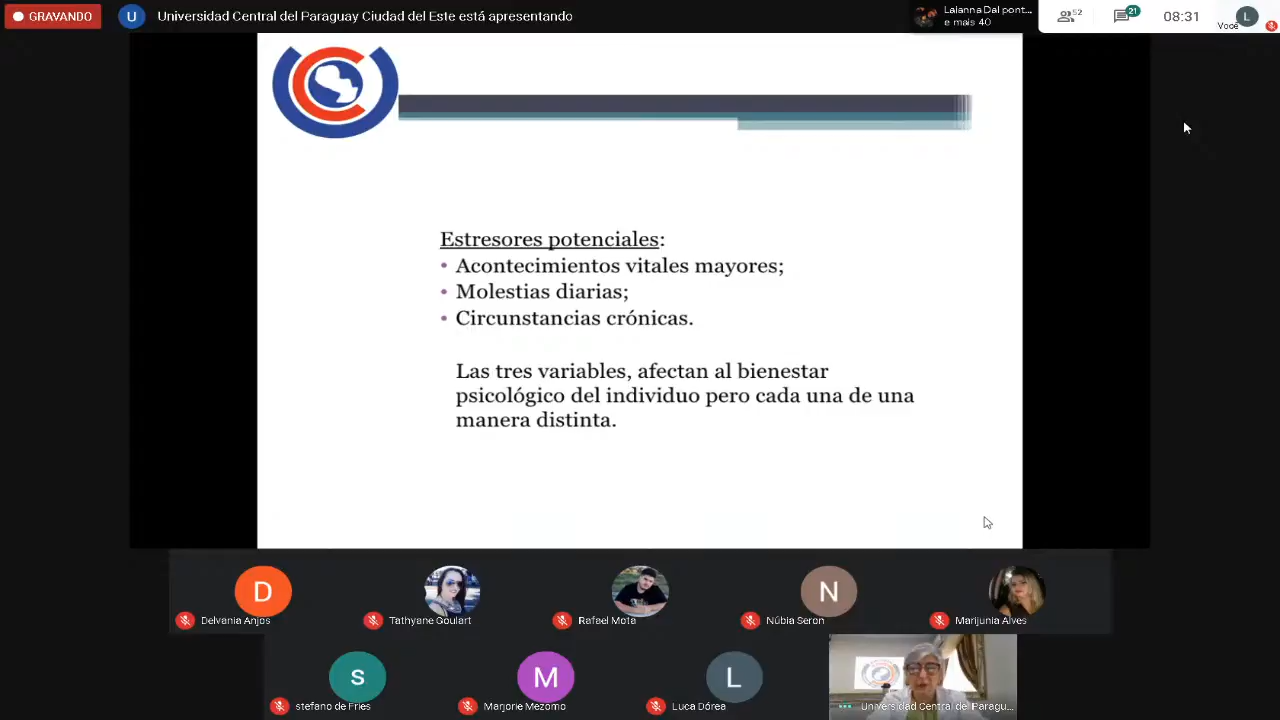 GRAVANDO
U
Universidad Central del Paraguay Ciudad del Este está apresentando
Lalanna Dal pont...
e mais 40
52
21
08:31
Você
L
Estresores potenciales:
• Acontecimientos vitales mayores;
• Molestias diarias;
• Circunstancias crónicas.
Las tres variables, afectan al bienestar
psicológico del individuo pero cada una de una
manera distinta.
D
N
Delvania Anjos
Tathyane Goulart
Rafael Mota
Núbia Seron
Marijunia Alves
s
M
L
stefano de Fries
Marjorie Mezomo
Luca Dórea
Universidad Central del Paragu...